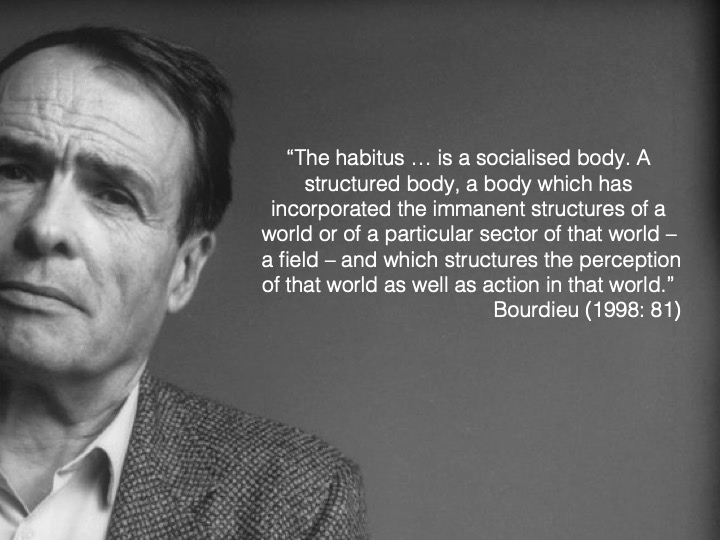 “The habitus … is a socialised body. A
structured body, a body which has
incorporated the immanent structures of a
world or of a particular sector of that world –
a field – and which structures the perception
of that world as well as action in that world.”
Bourdieu (1998: 81)